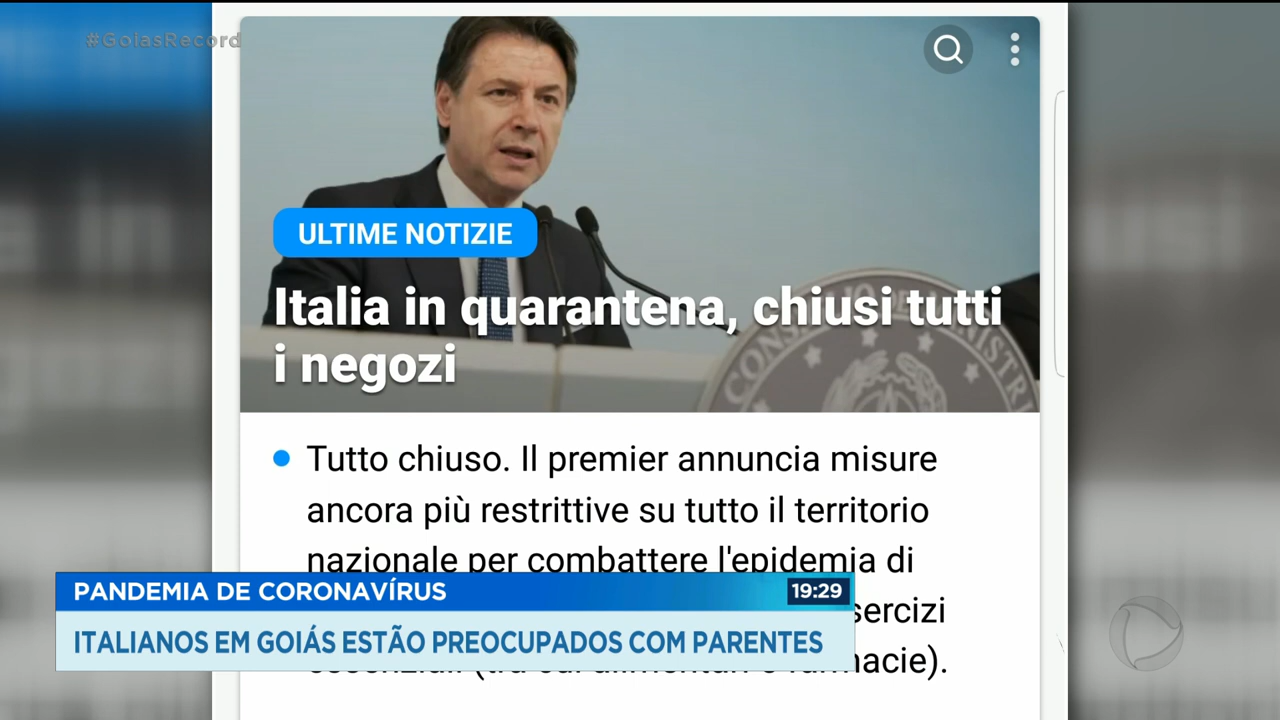 #GoiasRecord
ULTIME NOTIZIE
Italia in quarantena, chiusi tutti
i negozi
Tutto chiuso. Il premier annuncia misure
ancora più restrittive su tutto il territorio
nazionale per combattere l'epidemia di
PANDEMIA DE CORONAVÍRUS
19:29
ITALIANOS EM GOIÁS ESTÃO PREOCUPADOS COM PARENTES